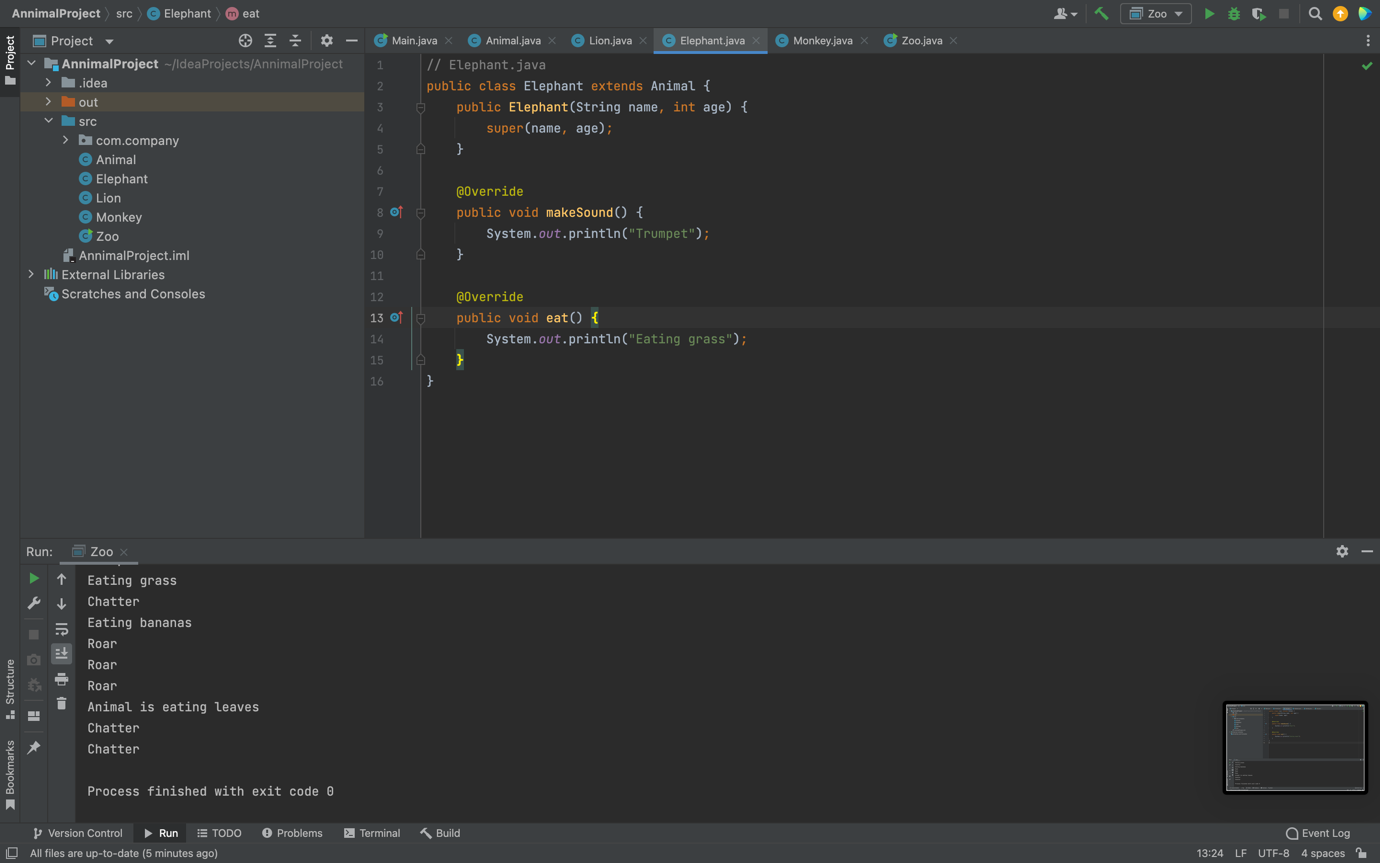 AnnimalProject src Elephant eat
Zoo
Project
Main.java Animal.java Lion.java Elephant.java Monkey.java Zoo.java
Project
AnnimalProject ~/IdeaProjects/AnnimalProject
.idea
out
src
com.company
Animal
Elephant
Lion
Monkey
Zoo
AnnimalProject.iml
External Libraries
Scratches and Consoles
1 // Elephant.java
2 public class Elephant extends Animal {
3 public Elephant(String name, int age) {
4 super(name, age);
5 }
6
7 @Override
8 public void makeSound() {
9 System.out.println("Trumpet");
10 }
11
12 @Override
13 public void eat() {
14 System.out.println("Eating grass");
15 }
16 }
Run: Zoo
Eating grass
Chatter
Eating bananas
Roar
Roar
Roar
Animal is eating leaves
Chatter
Chatter
Process finished with exit code 0
Structure
Bookmarks
Version Control Run TODO Problems Terminal Build Event Log
All files are up-to-date (5 minutes ago) 13:24 LF UTF-8 4 spaces